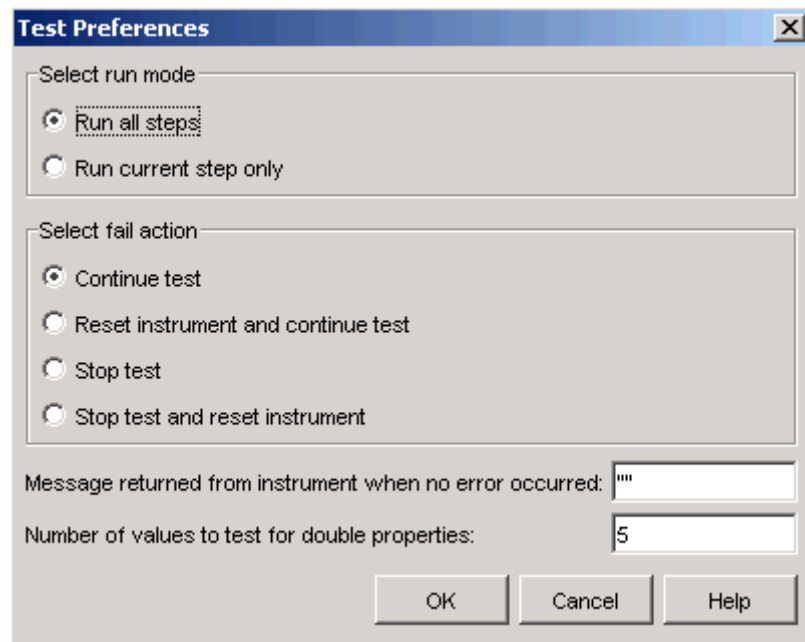 Test Preferences
Select run mode
Run all steps
Run current step only
Select fail action
Continue test
Reset instrument and continue test
Stop test
Stop test and reset instrument
Message returned from instrument when no error occurred: ""
Number of values to test for double properties: 5
OK Cancel Help